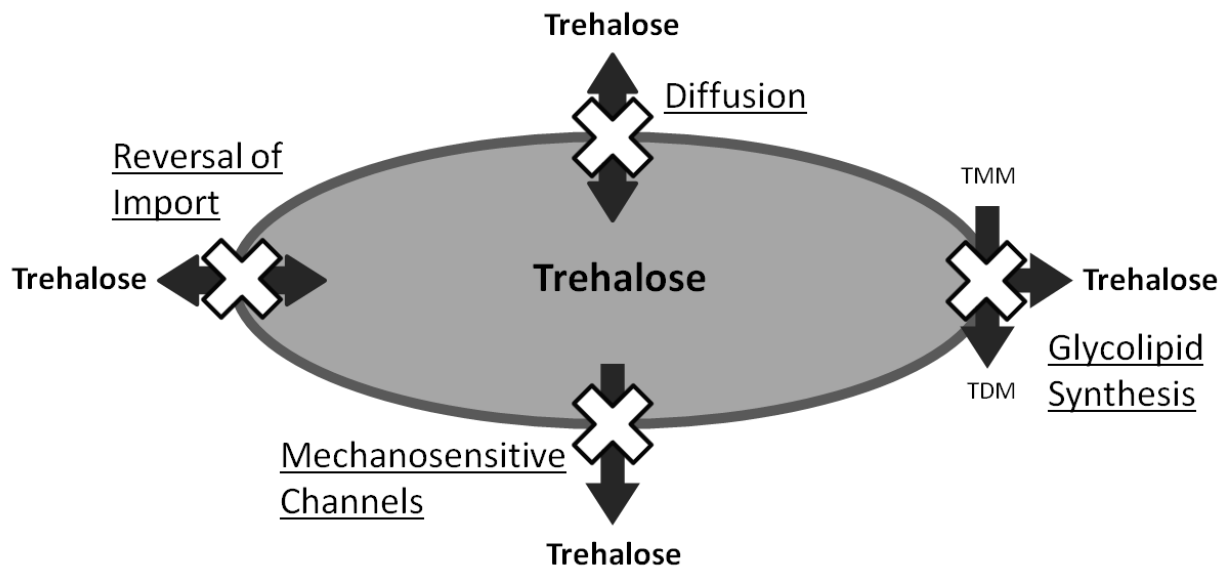 Trehalose
Diffusion
Reversal of
Import
TMM
Trehalose
Trehalose
Trehalose
Glycolipid
Synthesis
TDM
Mechanosensitive
Channels
Trehalose